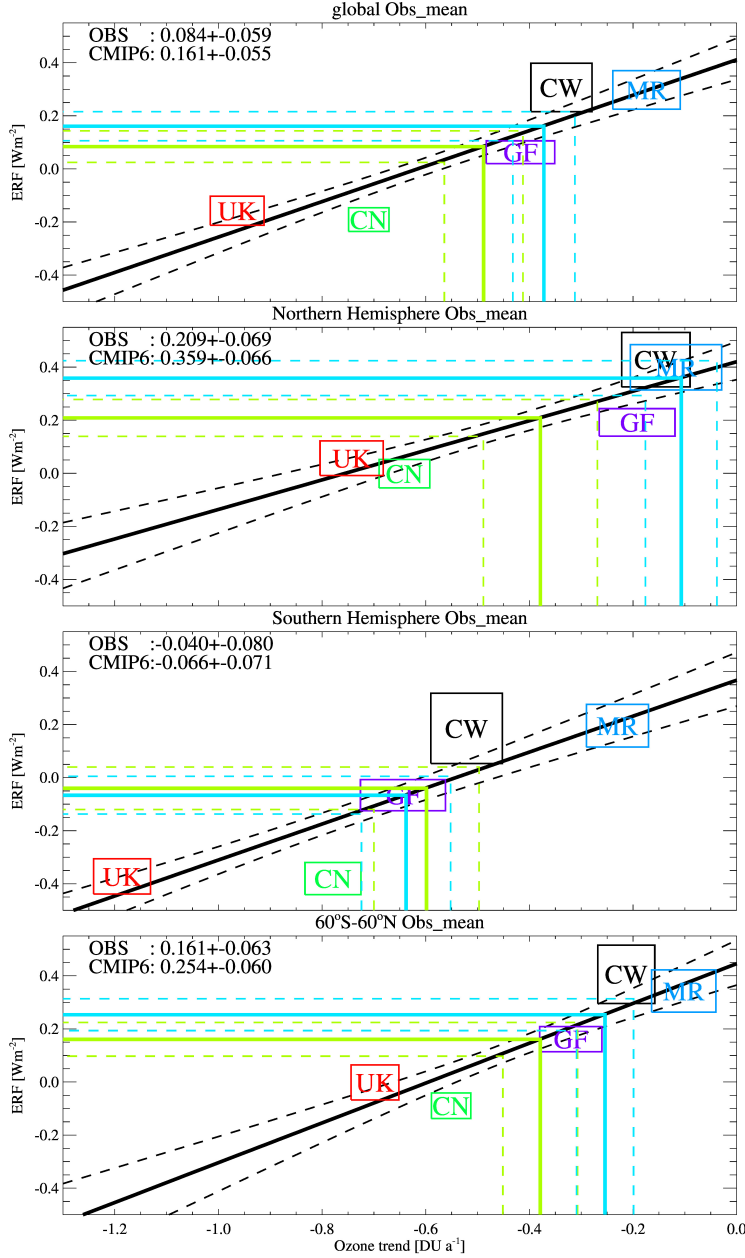 global Obs_mean
OBS : 0.084+-0.059
CMIP6: 0.161+-0.055
0.4
0.2
0.0
-0.2
-0.4
ERF [Wm-2]
CW
MR
GF
UK
CN
Northern Hemisphere Obs_mean
OBS : 0.209+-0.069
CMIP6: 0.359+-0.066
0.4
0.2
0.0
-0.2
-0.4
ERF [Wm-2]
CW
MR
GF
UK
CN
Southern Hemisphere Obs_mean
OBS :-0.040+-0.080
CMIP6:-0.066+-0.071
0.4
0.2
0.0
-0.2
-0.4
ERF [Wm-2]
CW
MR
GF
UK
CN
60°S-60°N Obs_mean
OBS : 0.161+-0.063
CMIP6: 0.254+-0.060
0.4
0.2
0.0
-0.2
-0.4
ERF [Wm-2]
CW
MR
GF
UK
CN
-1.2 -1.0 -0.8 -0.6 -0.4 -0.2 0.0
Ozone trend [DU a-1]